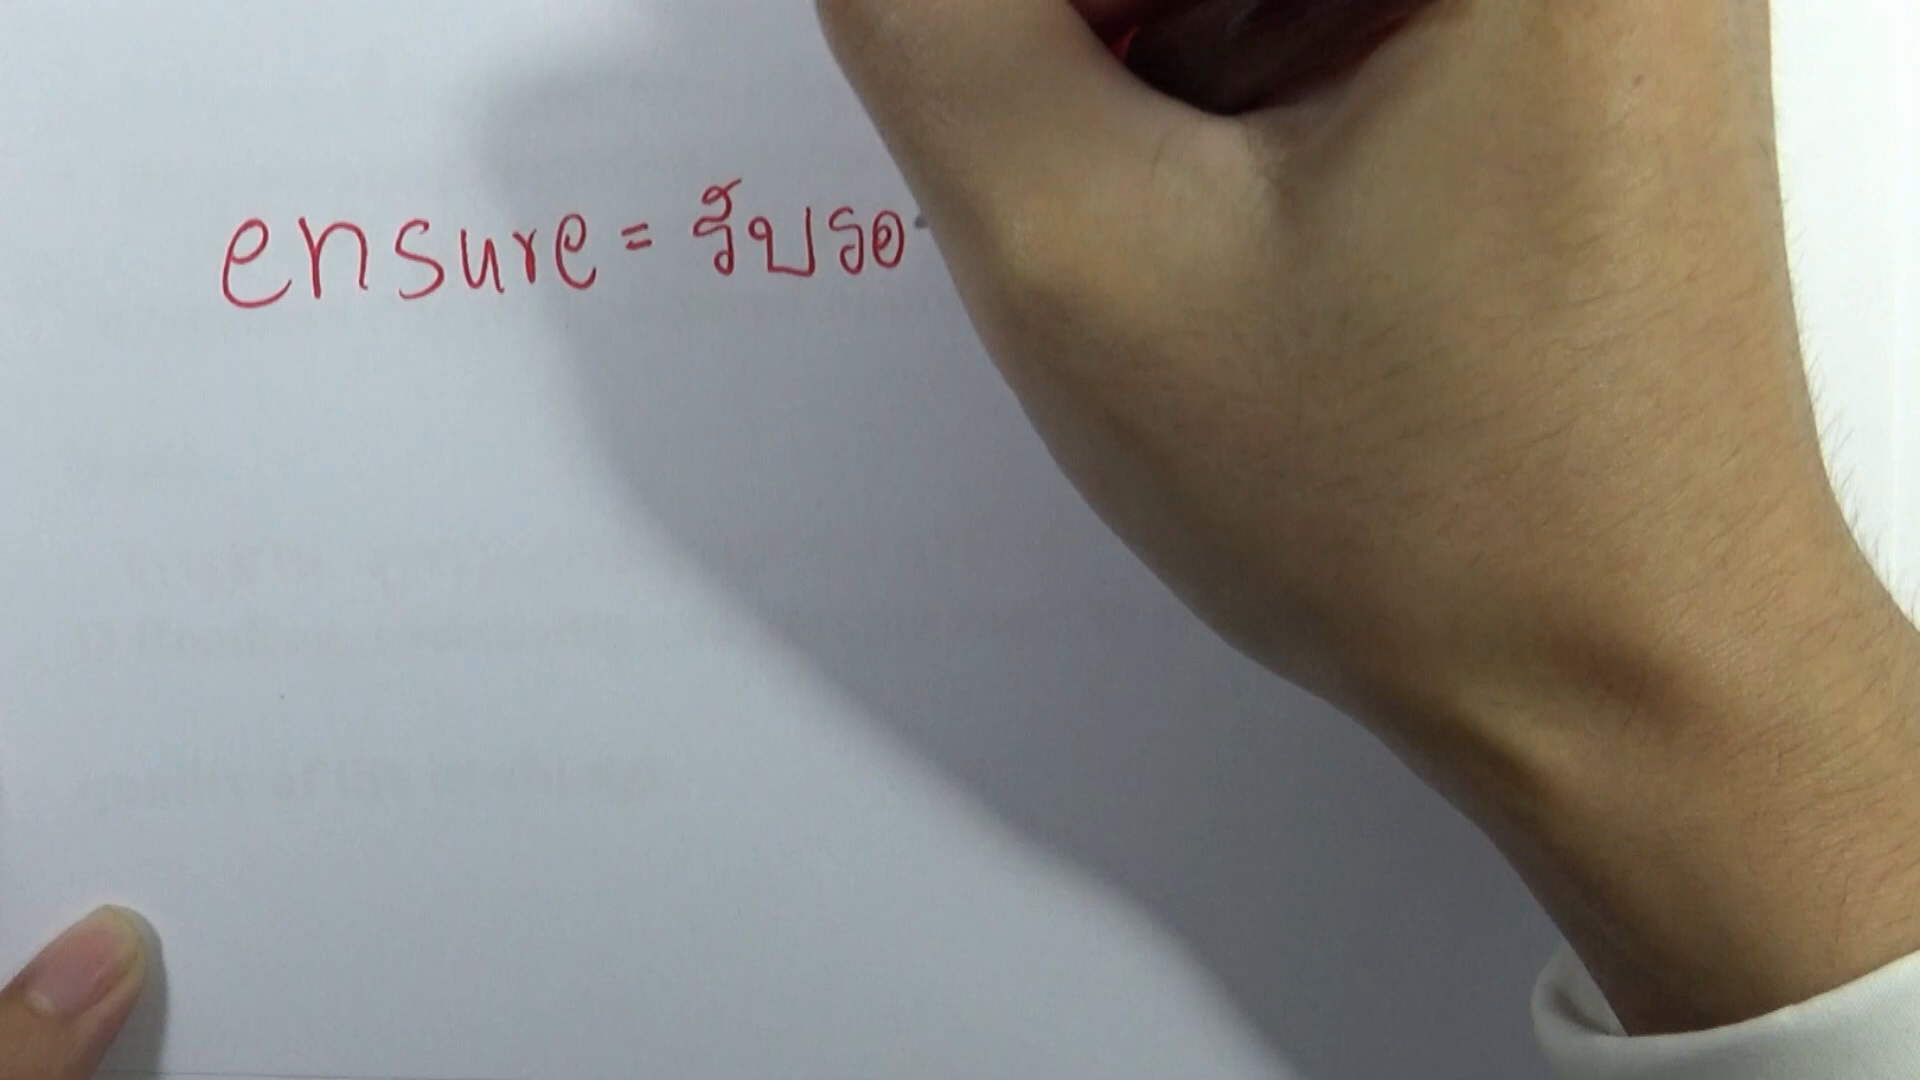 ensure = รับรอ